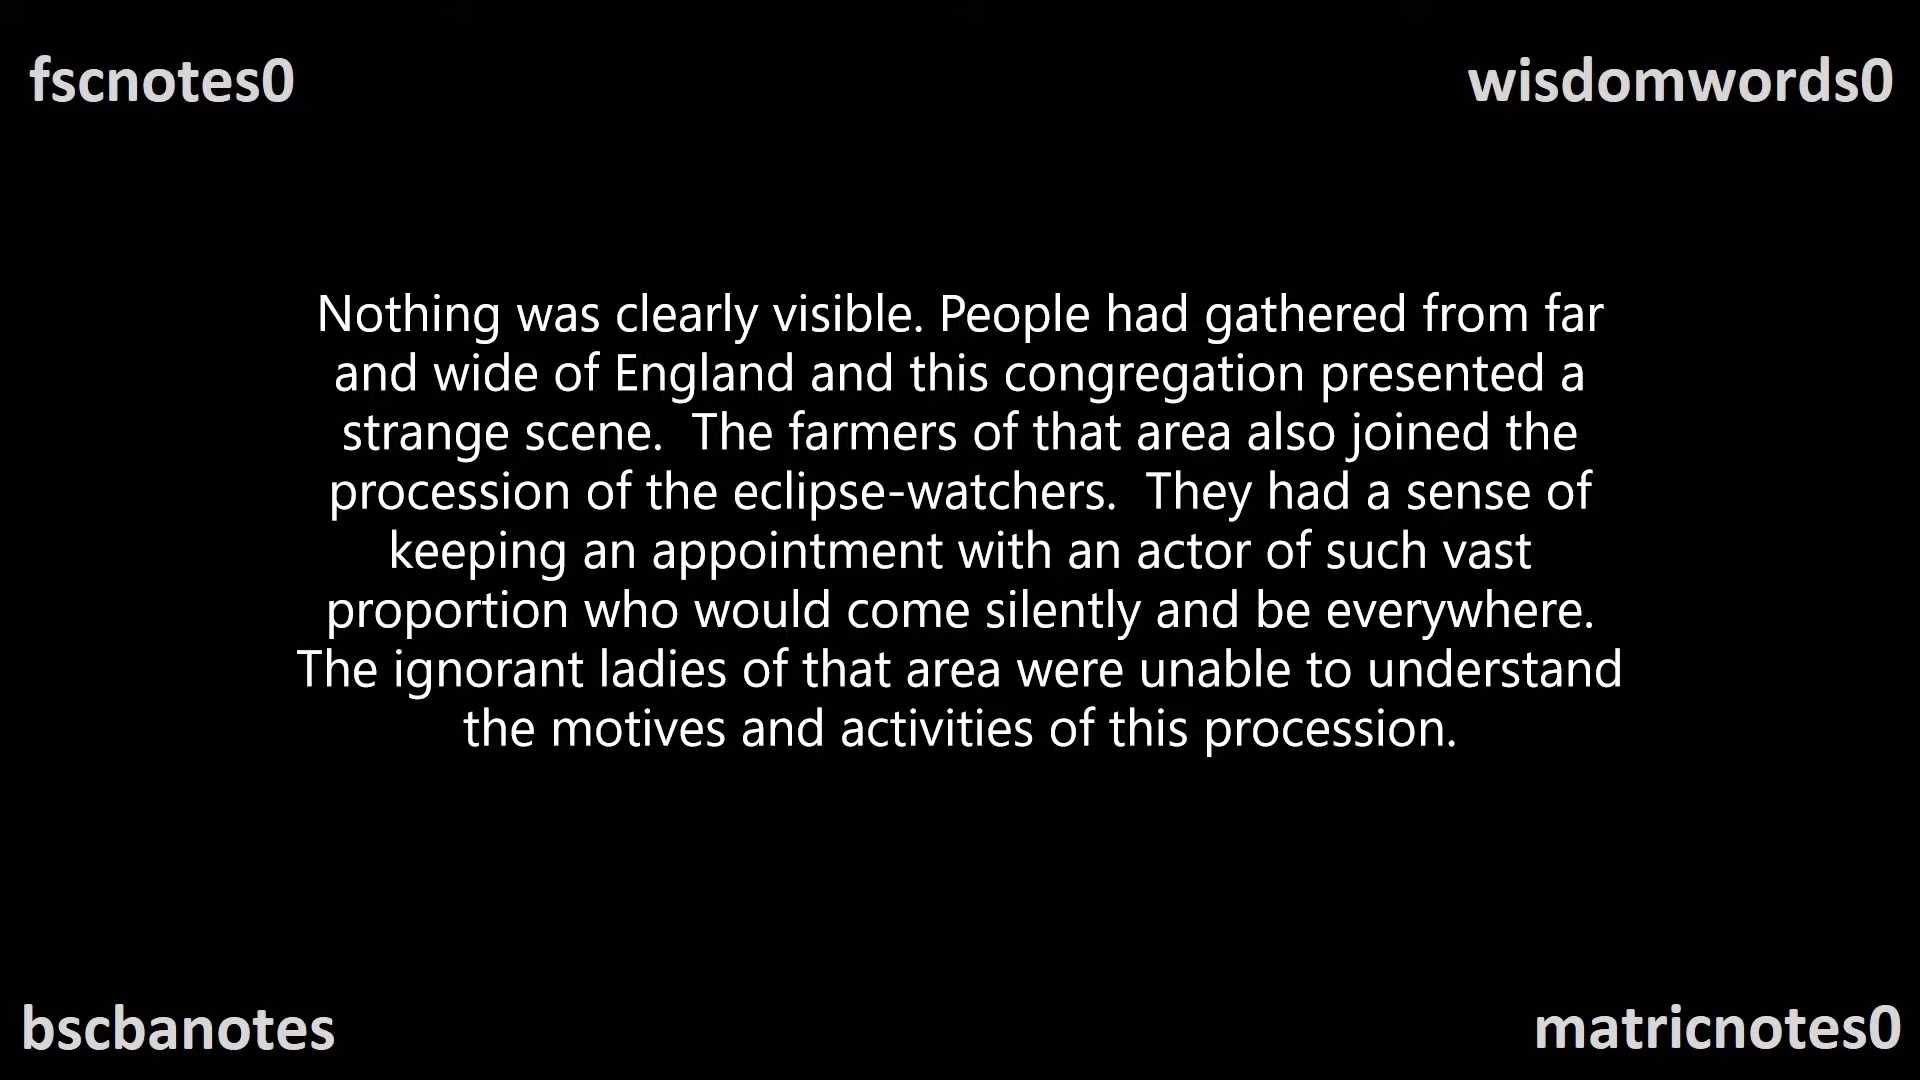 fscnotes0
wisdomwords0
Nothing was clearly visible. People had gathered from far
and wide of England and this congregation presented a
strange scene.  The farmers of that area also joined the
procession of the eclipse-watchers.  They had a sense of
keeping an appointment with an actor of such vast
proportion who would come silently and be everywhere.
The ignorant ladies of that area were unable to understand
the motives and activities of this procession.
bscbanotes
matricnotes0